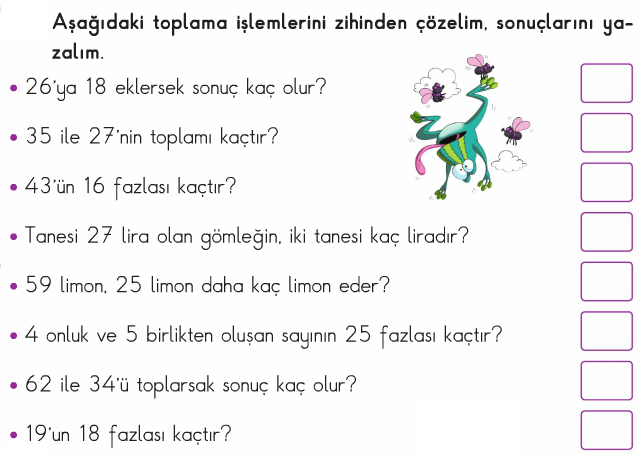 Aşağıdaki toplama işlemlerini zihinden çözelim, sonuçlarını ya-
zalım.
• 26'ya 18 eklersek sonuç kaç olur?
• 35 ile 27'nin toplamı kaçtır?
• 43'ün 16 fazlası kaçtır?
• Tanesi 27 lira olan gömleğin, iki tanesi kaç liradır?
• 59 limon, 25 limon daha kaç limon eder?
• 4 onluk ve 5 birlikten oluşan sayının 25 fazlası kaçtır?
• 62 ile 34'ü toplarsak sonuç kaç olur?
• 19'un 18 fazlası kaçtır?